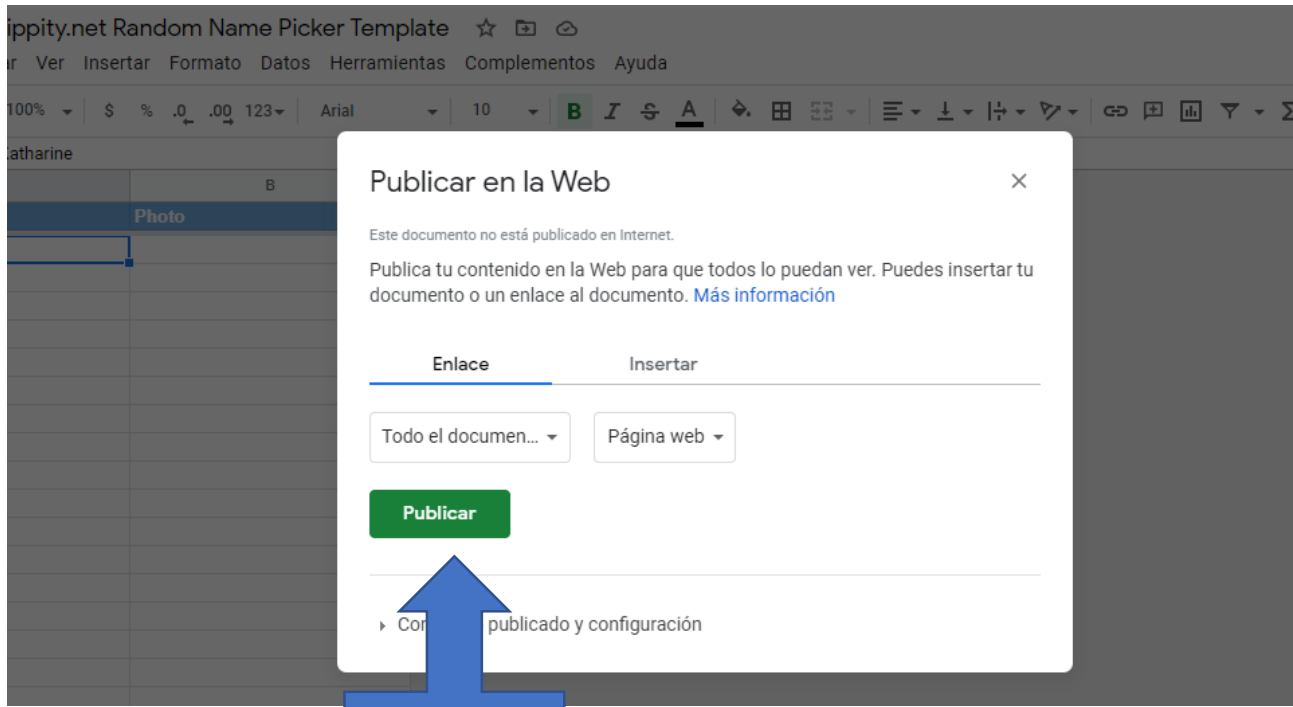 ippity.net Random Name Picker Template
ar Ver Insertar Formato Datos Herramientas Complementos Ayuda
100% $ % .0 .00 123 Arial 10 B I S A
Katharine
B
Photo
Publicar en la Web
Este documento no está publicado en Internet.
Publica tu contenido en la Web para que todos lo puedan ver. Puedes insertar tu
documento o un enlace al documento. Más información
Enlace Insertar
Todo el documen... Página web
Publicar
Con publicado y configuración